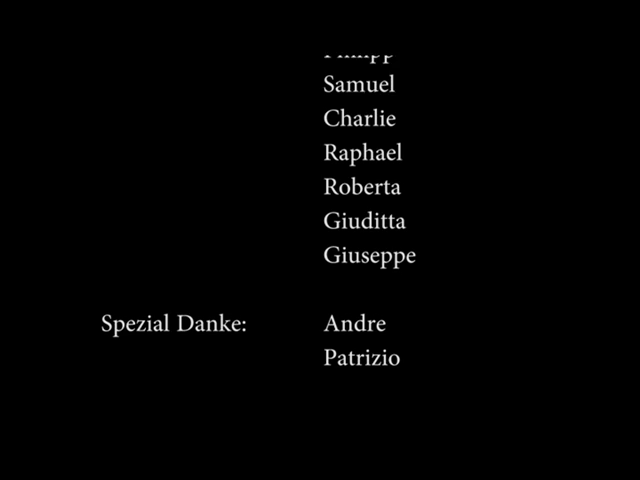 Samuel
Charlie
Raphael
Roberta
Giuditta
Giuseppe
Spezial Danke: Andre
Patrizio